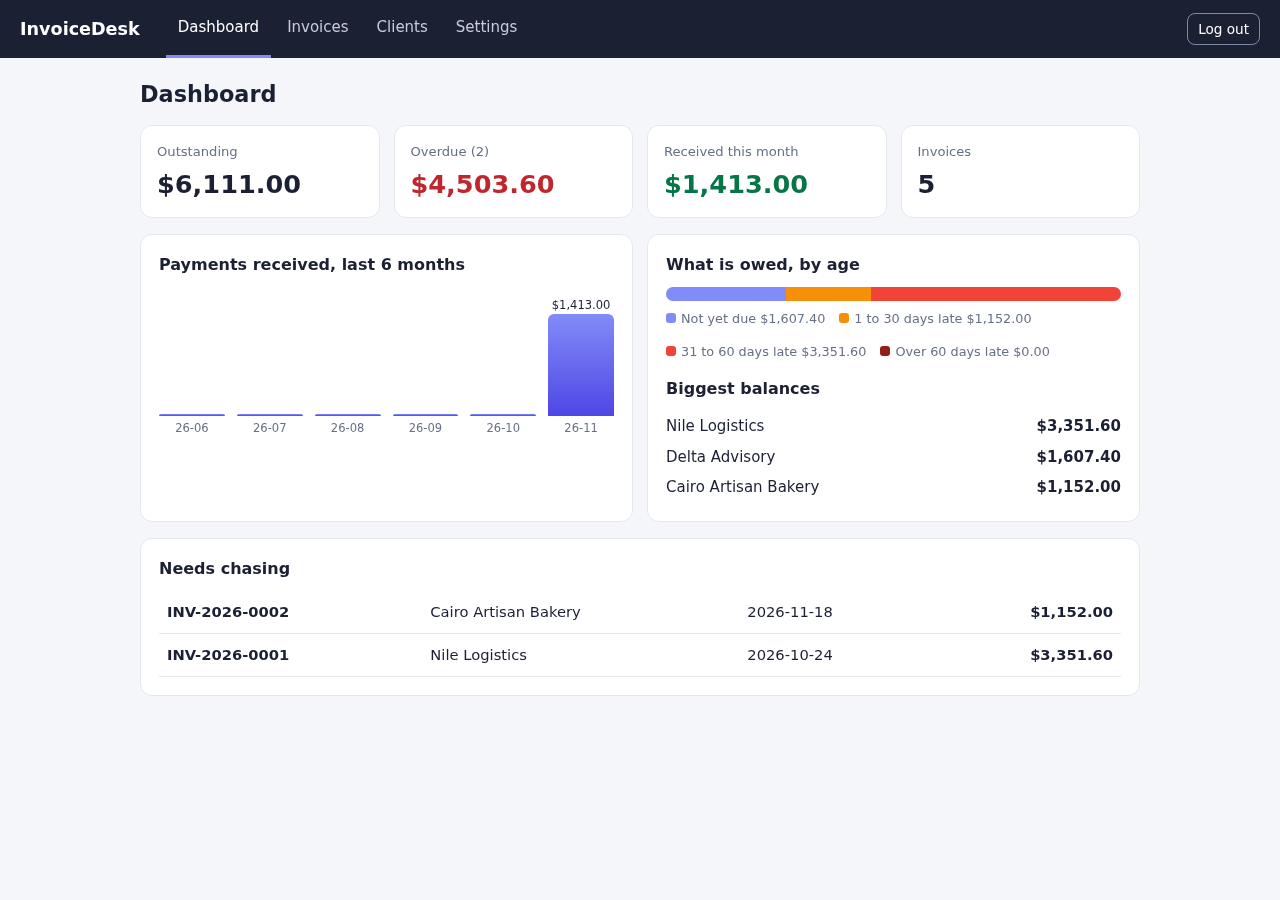 InvoiceDesk Dashboard Invoices Clients Settings Log out
Dashboard
Outstanding
$6,111.00
Overdue (2)
$4,503.60
Received this month
$1,413.00
Invoices
5
Payments received, last 6 months
$1,413.00
26-06 26-07 26-08 26-09 26-10 26-11
What is owed, by age
Not yet due $1,607.40 1 to 30 days late $1,152.00
31 to 60 days late $3,351.60 Over 60 days late $0.00
Biggest balances
Nile Logistics $3,351.60
Delta Advisory $1,607.40
Cairo Artisan Bakery $1,152.00
Needs chasing
INV-2026-0002 Cairo Artisan Bakery 2026-11-18 $1,152.00
INV-2026-0001 Nile Logistics 2026-10-24 $3,351.60